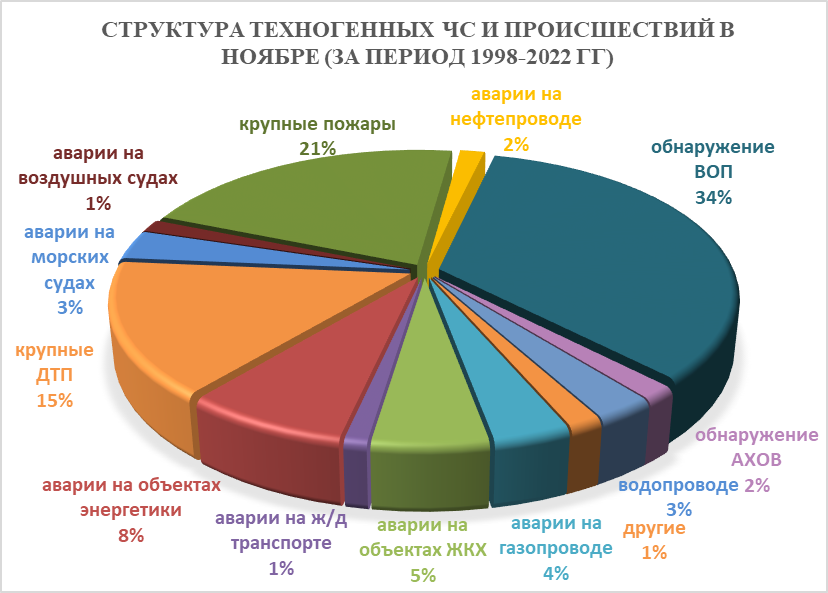 СТРУКТУРА ТЕХНОГЕННЫХ ЧС И ПРОИСШЕСТВИЙ В
НОЯБРЕ (ЗА ПЕРИОД 1998-2022 ГГ)
аварии на
нефтепроводе
2%
обнаружение
ВОП
34%
обнаружение
АХОВ
2%
водопроводе
3%
другие
1%
аварии на
газопроводе
4%
аварии на
объектах ЖКХ
5%
аварии на ж/д
транспорте
1%
аварии на объектах
энергетики
8%
крупные
ДТП
15%
аварии на
морских
судах
3%
аварии на
воздушных судах
1%
крупные пожары
21%